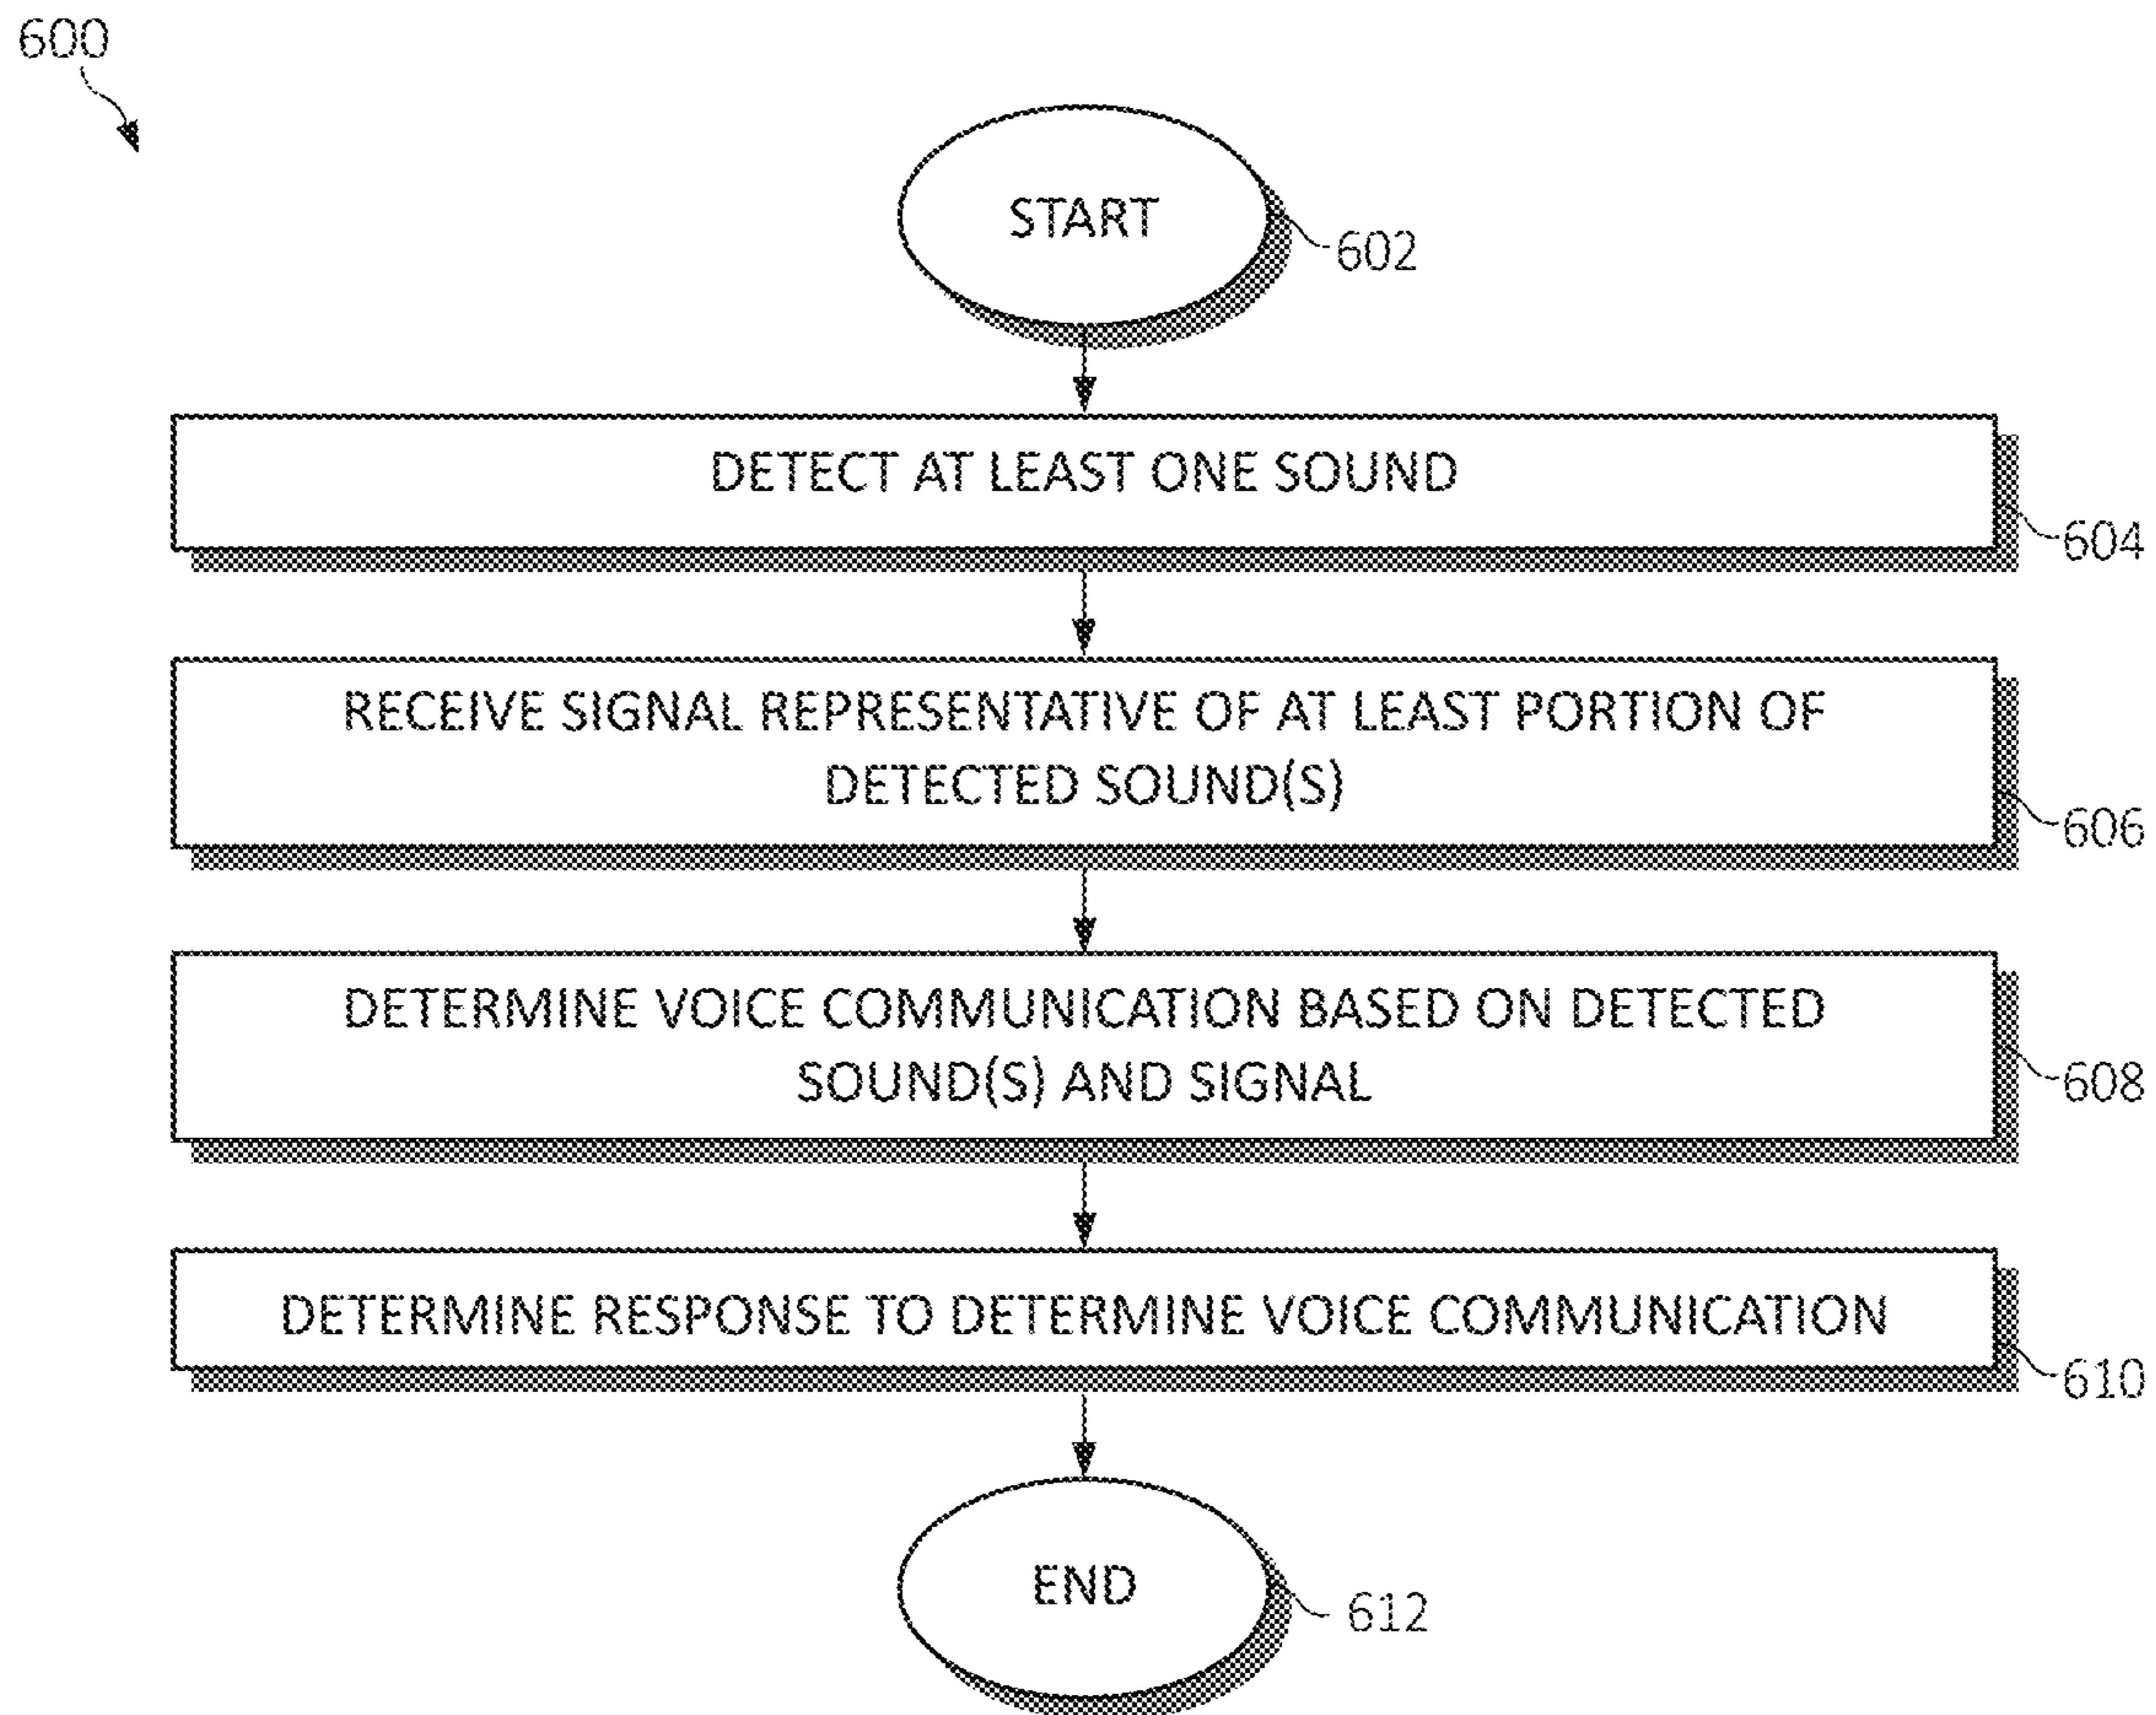 600
START
602
DETECT AT LEAST ONE SOUND
604
RECEIVE SIGNAL REPRESENTATIVE OF AT LEAST PORTION OF
DETECTED SOUND(S)
606
DETERMINE VOICE COMMUNICATION BASED ON DETECTED
SOUND(S) AND SIGNAL
608
DETERMINE RESPONSE TO DETERMINE VOICE COMMUNICATION
610
END
612